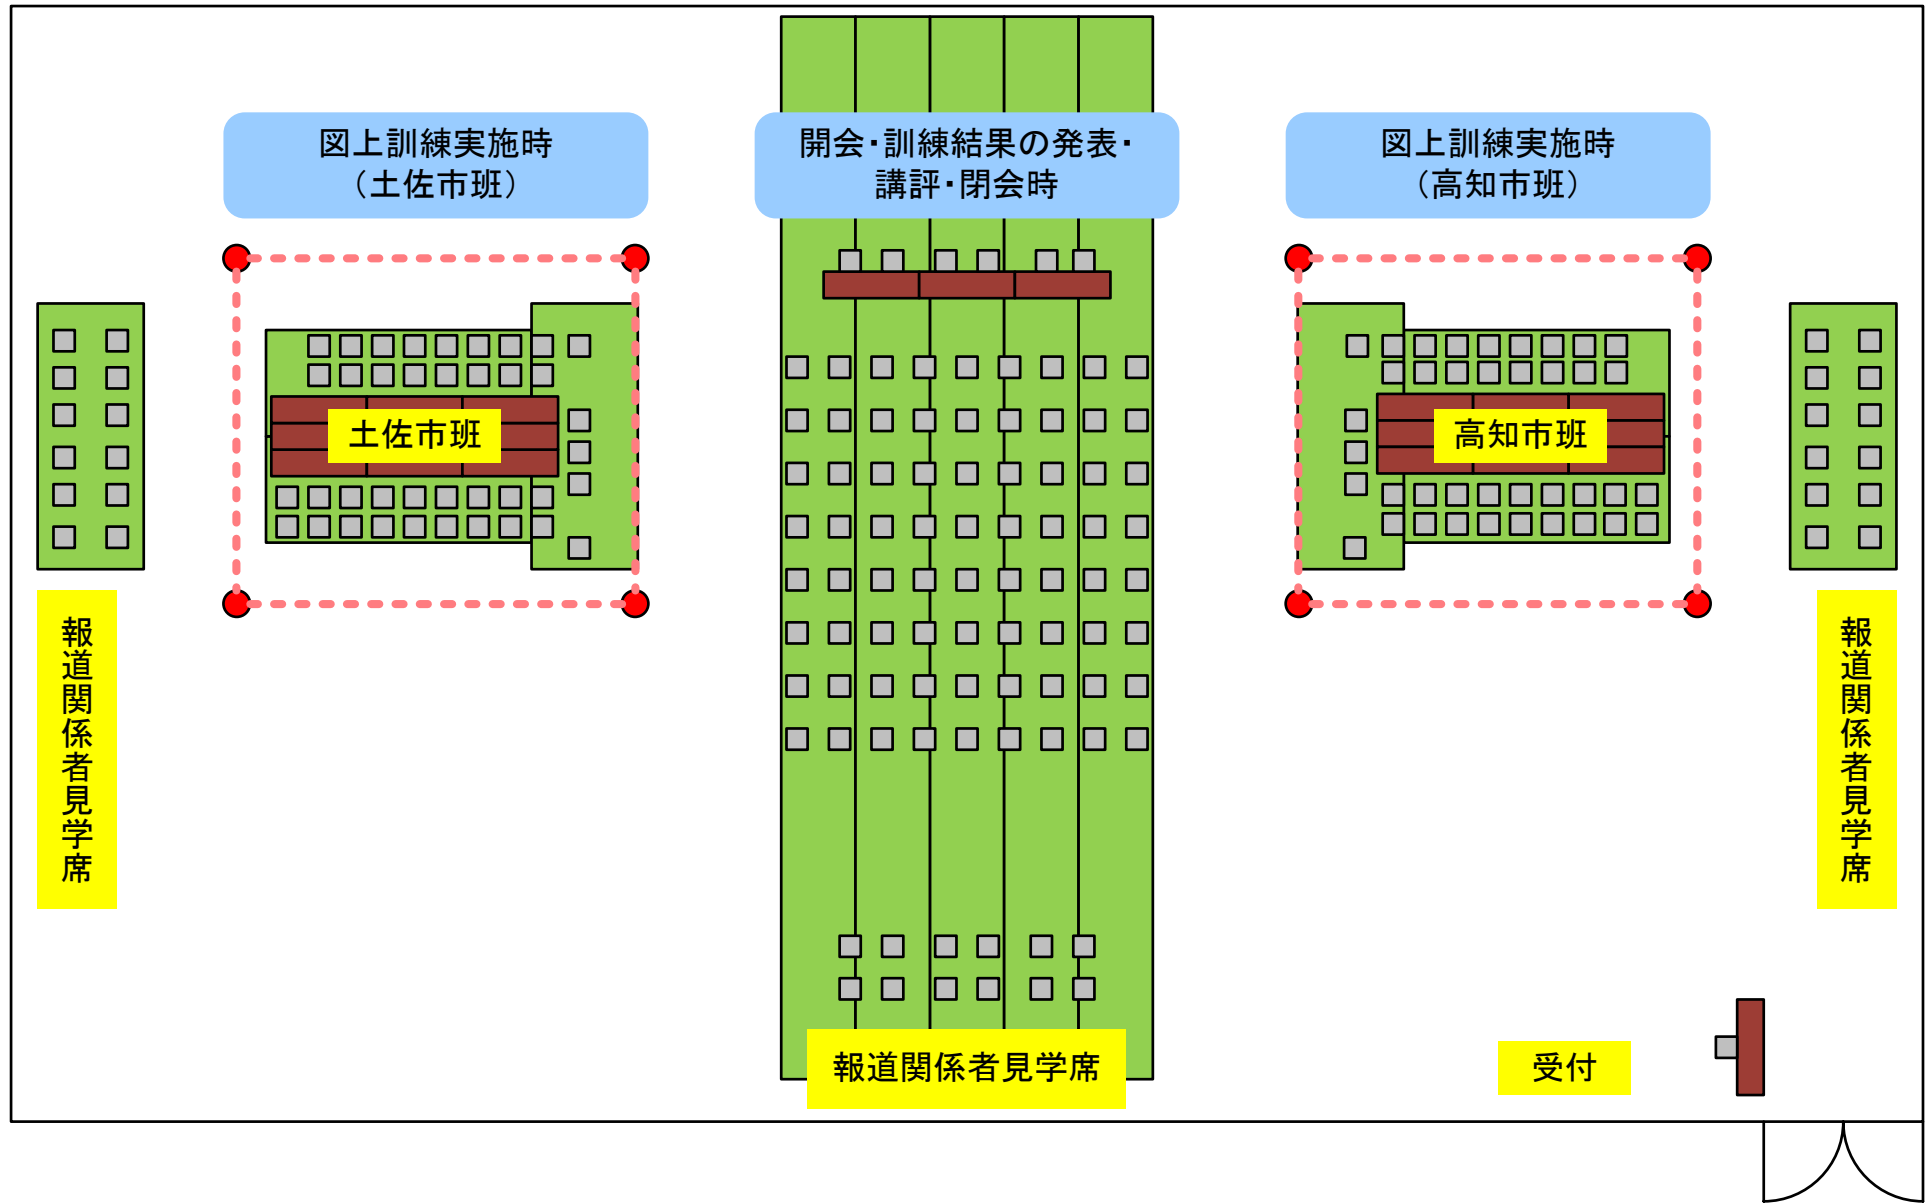 図上訓練実施時
（土佐市班）
開会・訓練結果の発表・
講評・閉会時
図上訓練実施時
（高知市班）
土佐市班
高知市班
報道関係者見学席
報道関係者見学席
報道関係者見学席
受付